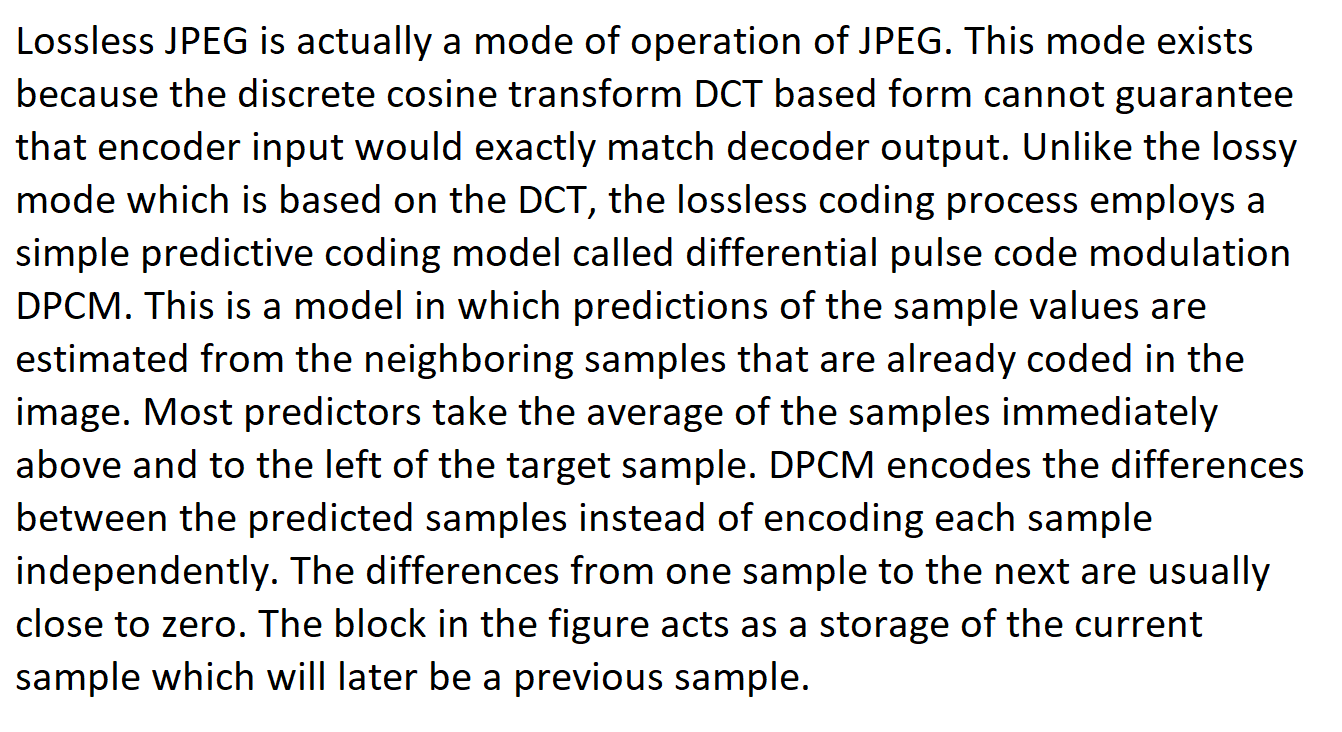 Lossless JPEG is actually a mode of operation of JPEG. This mode exists
because the discrete cosine transform DCT based form cannot guarantee
that encoder input would exactly match decoder output. Unlike the lossy
mode which is based on the DCT, the lossless coding process employs a
simple predictive coding model called differential pulse code modulation
DPCM. This is a model in which predictions of the sample values are
estimated from the neighboring samples that are already coded in the
image. Most predictors take the average of the samples immediately
above and to the left of the target sample. DPCM encodes the differences
between the predicted samples instead of encoding each sample
independently. The differences from one sample to the next are usually
close to zero. The block in the figure acts as a storage of the current
sample which will later be a previous sample.